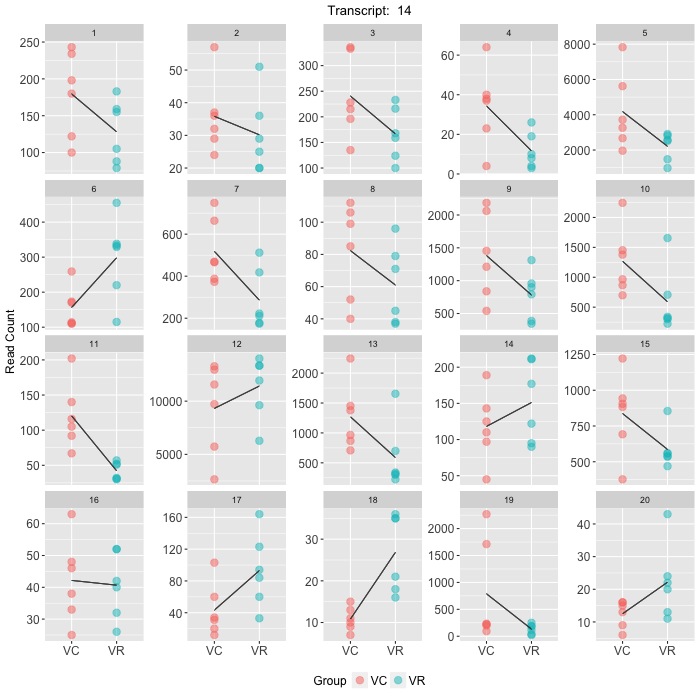 Transcript: 14
1 2 3 4 5
250 200 150 100
50 40 30 20
300 250 200 150 100
60 40 20 0
8000 6000 4000 2000
6 7 8 9 10
400 300 200 100
600 400 200
100 80 60 40
2000 1500 1000 500
2000 1500 1000 500
Read Count
11 12 13 14 15
200 150 100 50
10000 5000
2000 1500 1000 500
200 150 100 50
1250 1000 750 500
16 17 18 19 20
60 50 40 30
160 120 80 40
30 20 10
2000 1500 1000 500 0
40 30 20 10
VC VR VC VR VC VR VC VR VC VR
Group VC VR